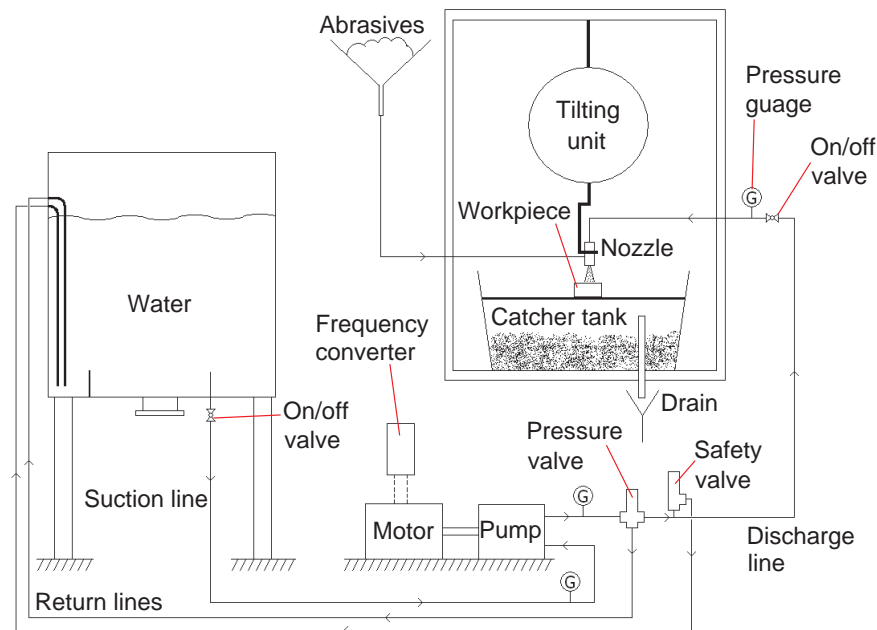 Abrasives
Pressure
guage
Tilting
unit
On/off
valve
G
Workpiece
Nozzle
Water
Catcher tank
Frequency
converter
Drain
On/off
valve
Pressure
valve
Safety
valve
Suction line
G
Motor
Pump
Discharge
line
G
Return lines